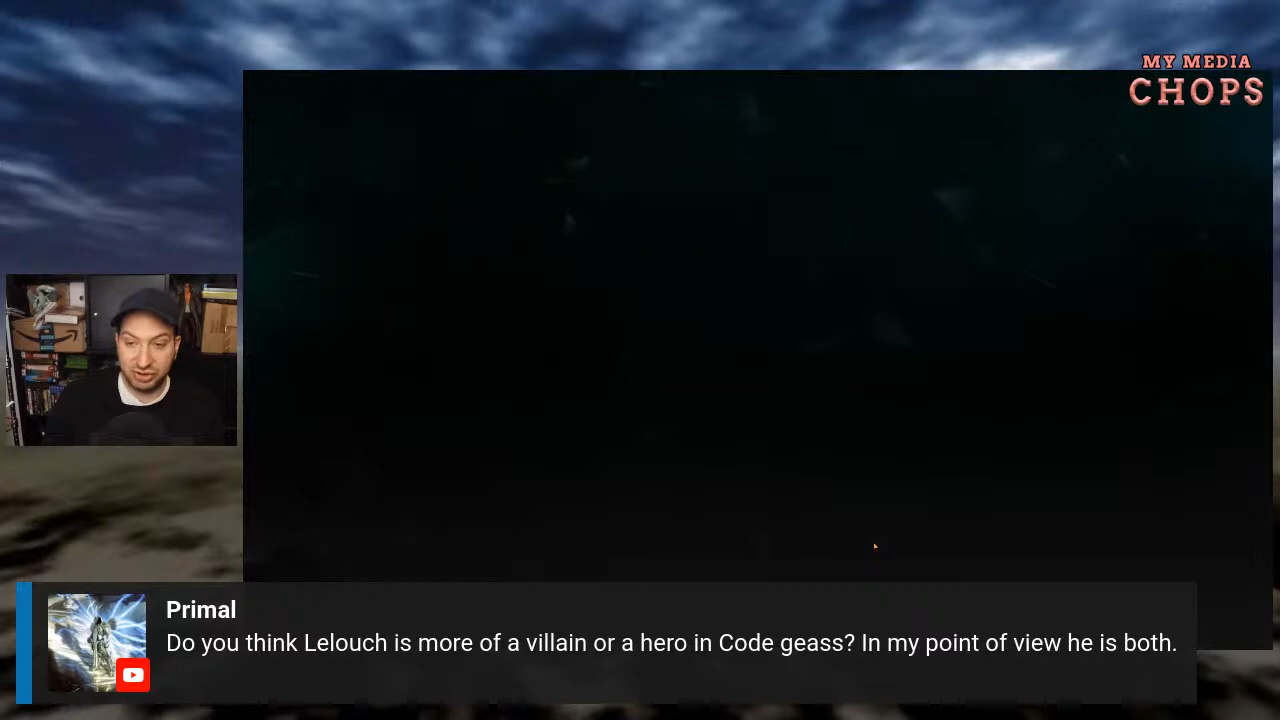 MY MEDIA
CHOPS
Primal
Do you think Lelouch is more of a villain or a hero in Code geass? In my point of view he is both.